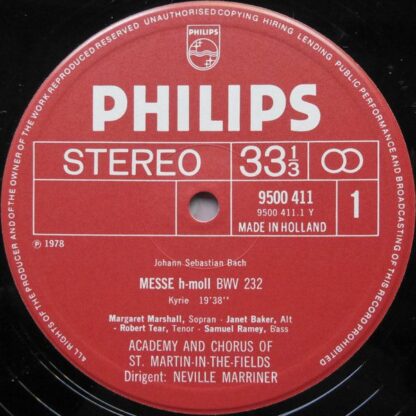 ALL RIGHTS OF THE PRODUCER AND OF THE OWNER OF THE WORK REPRODUCED RESERVED UNAUTHORISED COPYING HIRING LENDING PUBLIC PERFORMANCE AND BROADCASTING OF THIS RECORD PROHIBITED
PHILIPS
PHILIPS
STEREO 33 1/3
9500 411
9500 411.1 Y
MADE IN HOLLAND
1
℗ 1978
Johann Sebastian Bach
MESSE h-moll BWV 232
Kyrie 19'38''
Margaret Marshall, Sopran - Janet Baker, Alt
- Robert Tear, Tenor - Samuel Ramey, Bass
ACADEMY AND CHORUS OF
ST. MARTIN-IN-THE-FIELDS
Dirigent: NEVILLE MARRINER